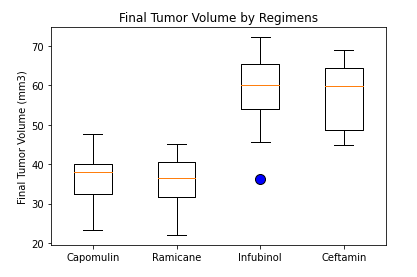 Final Tumor Volume by Regimens
Final Tumor Volume (mm3)
70
60
50
40
30
20
Capomulin Ramicane Infubinol Ceftamin